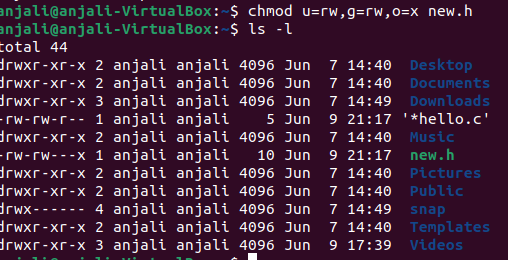 anjali@anjali-VirtualBox:~$ chmod u=rw,g=rw,o=x new.h
anjali@anjali-VirtualBox:~$ ls -l
total 44
drwxr-xr-x 2 anjali anjali 4096 Jun  7 14:40  Desktop
drwxr-xr-x 2 anjali anjali 4096 Jun  7 14:40  Documents
drwxr-xr-x 3 anjali anjali 4096 Jun  7 14:49  Downloads
-rw-rw-r-- 1 anjali anjali    5 Jun  9 21:17 '*hello.c'
drwxr-xr-x 2 anjali anjali 4096 Jun  7 14:40  Music
-rw-rw---x 1 anjali anjali   10 Jun  9 21:17  new.h
drwxr-xr-x 2 anjali anjali 4096 Jun  7 14:40  Pictures
drwxr-xr-x 2 anjali anjali 4096 Jun  7 14:40  Public
drwx------ 4 anjali anjali 4096 Jun  7 14:49  snap
drwxr-xr-x 2 anjali anjali 4096 Jun  7 14:40  Templates
drwxr-xr-x 3 anjali anjali 4096 Jun  9 17:39  Videos
anjali@anjali-VirtualBox:~$